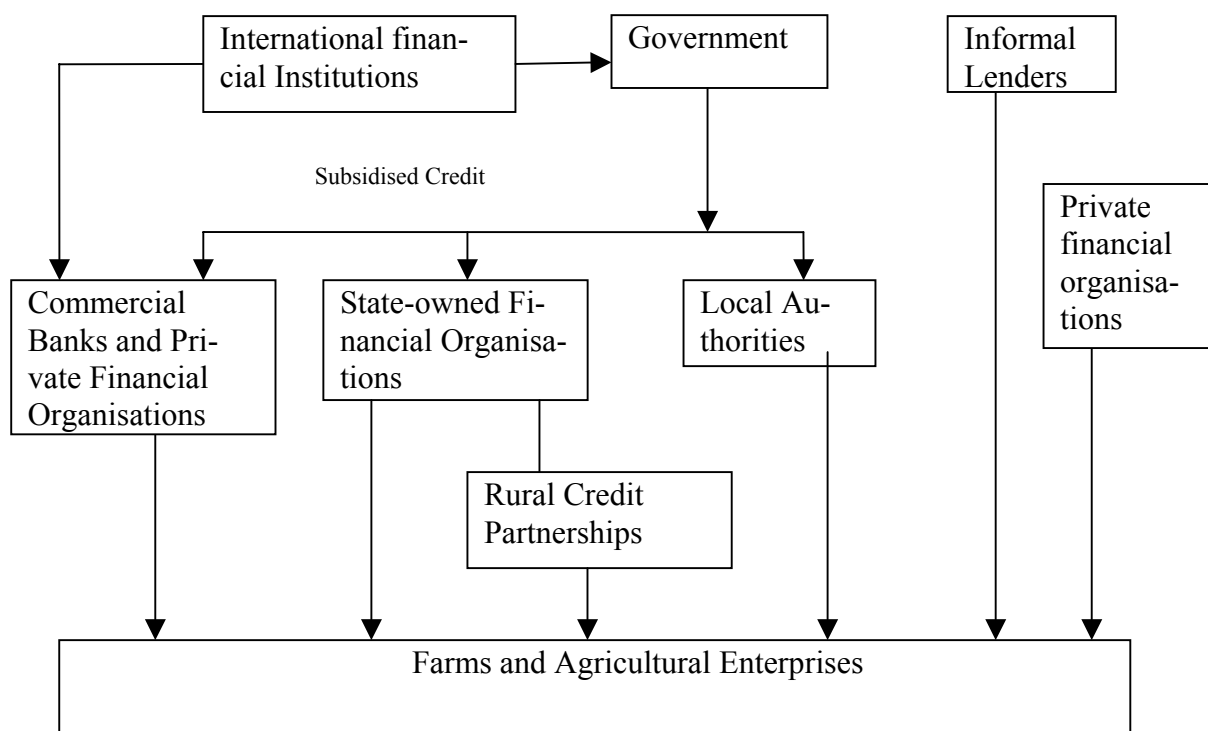 International finan-
cial Institutions
Government
Informal
Lenders
Subsidised Credit
Private
financial
organisa-
tions
Commercial
Banks and Pri-
vate Financial
Organisations
State-owned Fi-
nancial Organisa-
tions
Local Au-
thorities
Rural Credit
Partnerships
Farms and Agricultural Enterprises